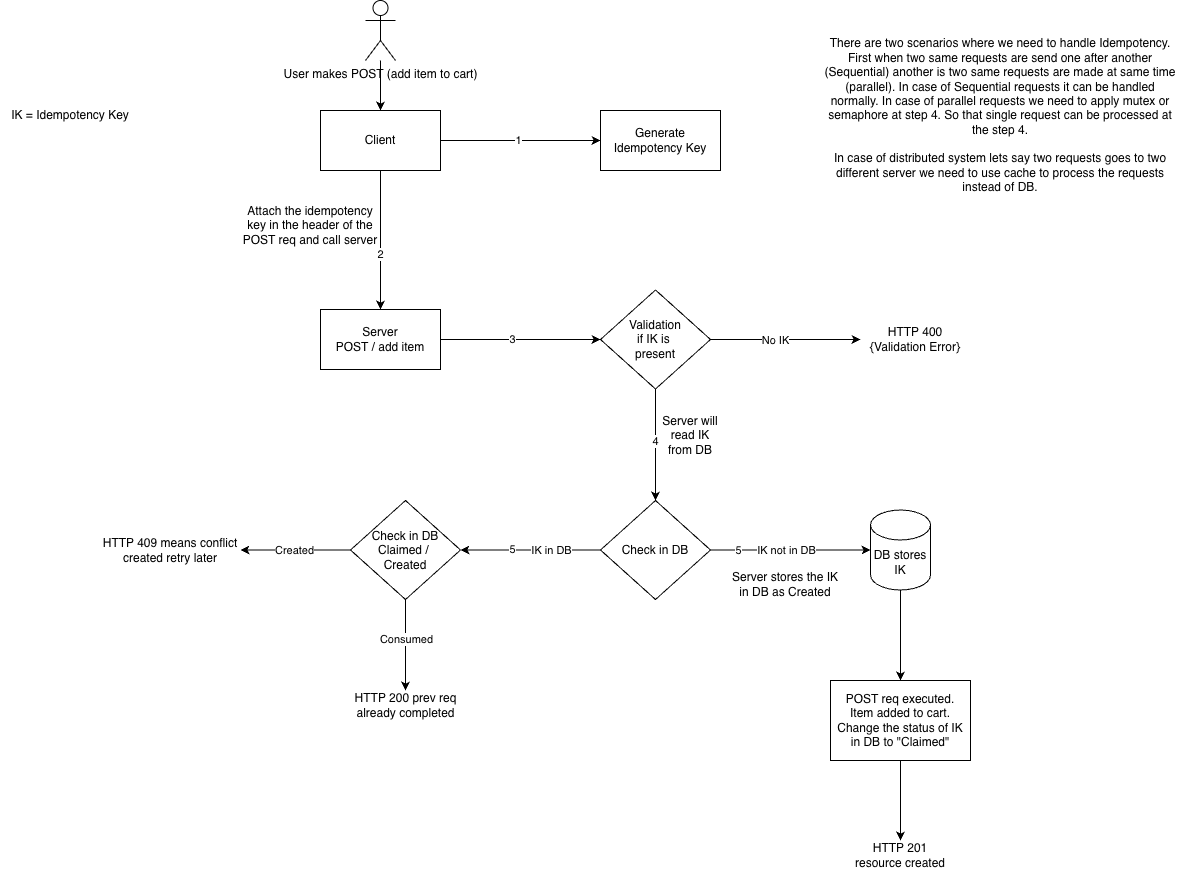 User makes POST (add item to cart)
IK = Idempotency Key
There are two scenarios where we need to handle Idempotency.
First when two same requests are send one after another
(Sequential) another is two same requests are made at same time
(parallel). In case of Sequential requests it can be handled
normally. In case of parallel requests we need to apply mutex or
semaphore at step 4. So that single request can be processed at
the step 4.
In case of distributed system lets say two requests goes to two
different server we need to use cache to process the requests
instead of DB.
Client
1
Generate
Idempotency Key
Attach the idempotency
key in the header of the
POST req and call server
2
Server
POST / add item
3
Validation
if IK is
present
No IK
HTTP 400
{Validation Error}
4
Server will
read IK
from DB
HTTP 409 means conflict
created retry later
Created
Check in DB
Claimed /
Created
5
IK in DB
Check in DB
5
IK not in DB
Server stores the IK
in DB as Created
DB stores
IK
Consumed
HTTP 200 prev req
already completed
POST req executed.
Item added to cart.
Change the status of IK
in DB to "Claimed"
HTTP 201
resource created